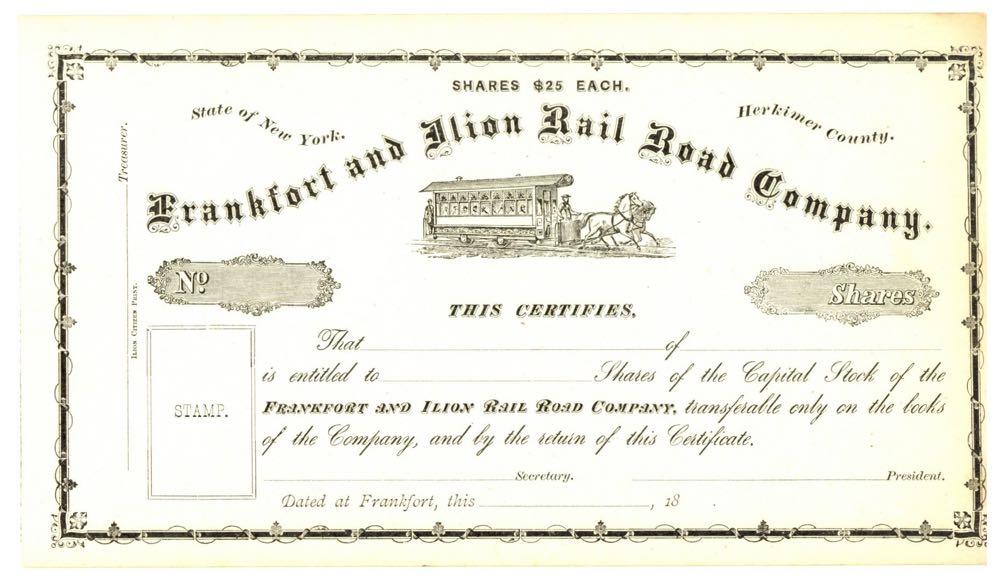 SHARES $25 EACH.
State of New York.
Herkimer County.
Frankfort and Ilion Rail Road Company.
Treasurer.
No.
Shares
ILION CITIZEN PRINT.
THIS CERTIFIES,
That of
is entitled to Shares of the Capital Stock of the
FRANKFORT AND ILION RAIL ROAD COMPANY, transferable only on the books
of the Company, and by the return of this Certificate.
STAMP.
Secretary. President.
Dated at Frankfort, this , 18